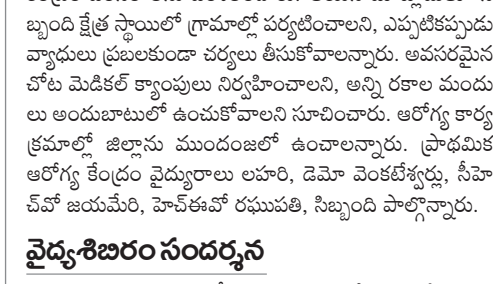 బ్బంది క్షేత్ర స్థాయిలో గ్రామాల్లో పర్యటించాలని, ఎప్పటికప్పుడు
వ్యాధులు ప్రబలకుండా చర్యలు తీసుకోవాలన్నారు. అవసరమైన
చోట మెడికల్ క్యాంపులు నిర్వహించాలని, అన్ని రకాల మందు
లు అందుబాటులో ఉంచుకోవాలని సూచించారు. ఆరోగ్య కార్య
క్రమాల్లో జిల్లాను ముందంజలో ఉంచాలన్నారు. ప్రాథమిక
ఆరోగ్య కేంద్రం వైద్యురాలు లహరి, డెమో వెంకటేశ్వర్లు, సీహె
చ్‌వో జయమేరి, హెచ్‌ఈవో రఘుపతి, సిబ్బంది పాల్గొన్నారు.
వైద్యశిబిరం సందర్శన